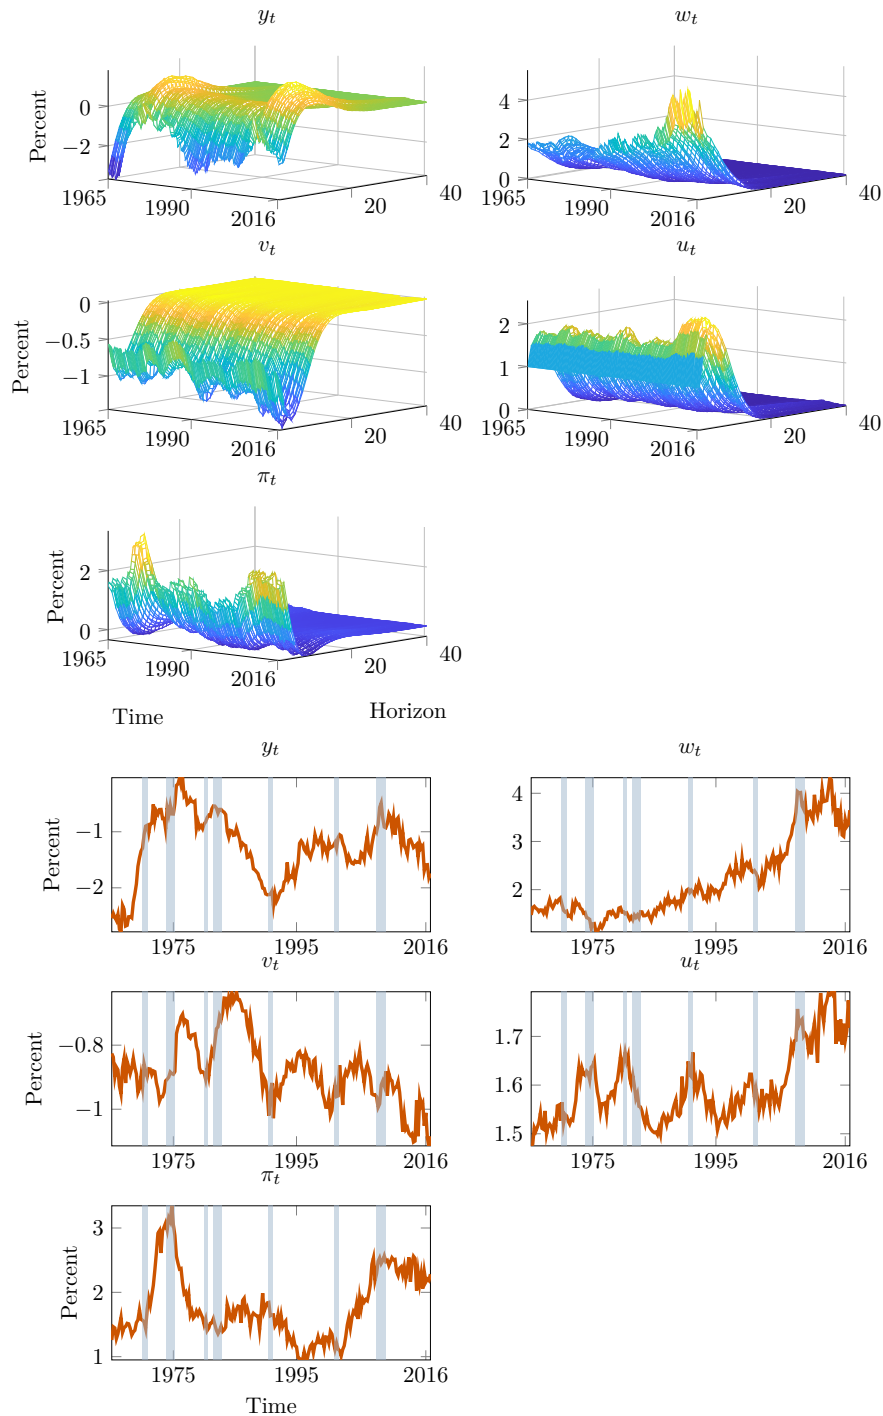 y_t w_t
0 −2 Percent 1965 1990 2016 20 40
4 2 0 1965 1990 2016 20 40
v_t u_t
0 −0.5 −1 Percent 1965 1990 2016 20 40
2 1 0 1965 1990 2016 20 40
π_t
2 0 Percent 1965 1990 2016 20 40
Time Horizon
y_t w_t
−1 −2 Percent 1975 1995 2016
4 3 2 1975 1995 2016
v_t u_t
−0.8 −1 Percent 1975 1995 2016
1.7 1.6 1.5 1975 1995 2016
π_t
3 2 1 Percent 1975 1995 2016
Time